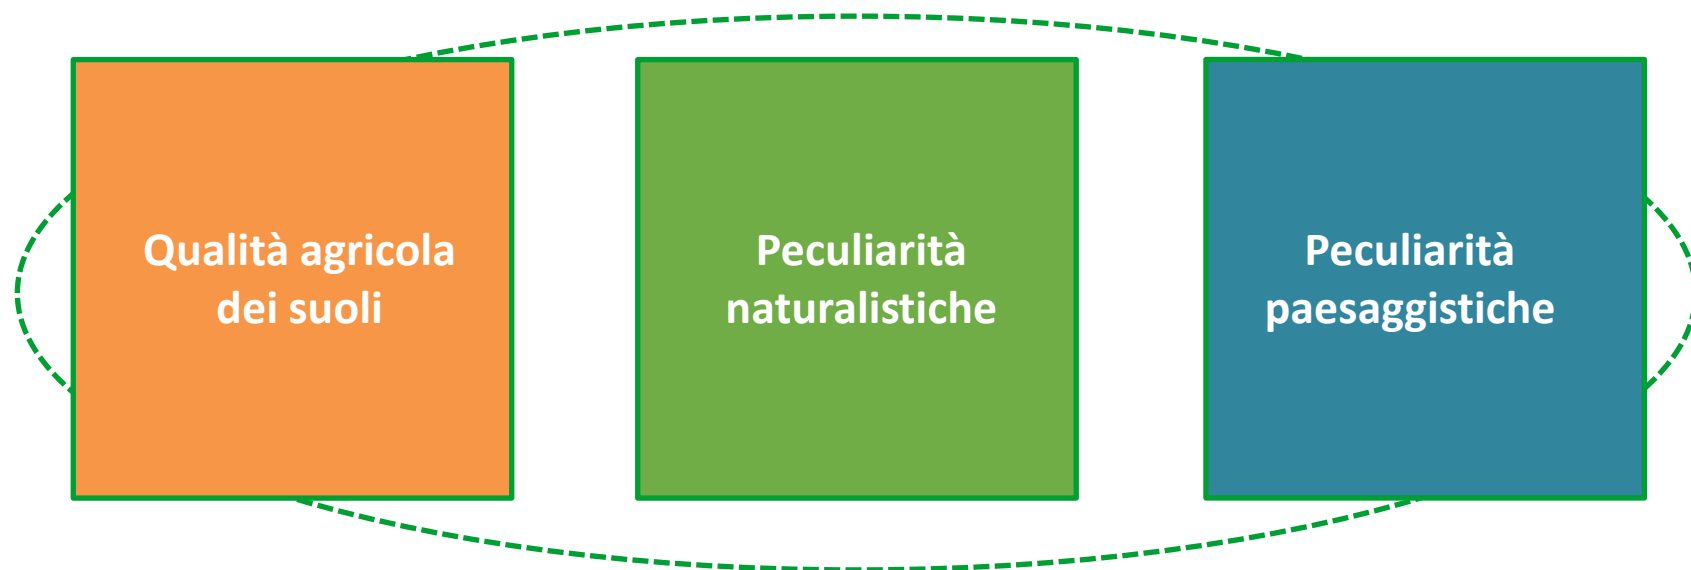 Qualità agricola
dei suoli
Peculiarità
naturalistiche
Peculiarità
paesaggistiche